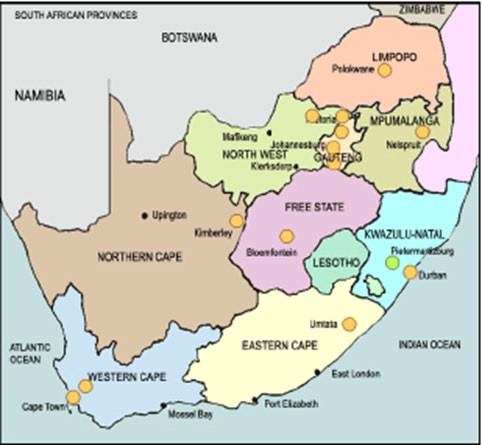 SOUTH AFRICAN PROVINCES
ZIMBABWE
BOTSWANA
LIMPOPO
Polokwane
NAMIBIA
MPUMALANGA
Mafikeng
Johannesburg
Nelspruit
NORTH WEST
GAUTENG
Klerksdorp
Upington
FREE STATE
Kimberley
KWAZULU-NATAL
Bloemfontein
Pietermaritzburg
NORTHERN CAPE
LESOTHO
Durban
Umtata
ATLANTIC
OCEAN
EASTERN CAPE
INDIAN OCEAN
WESTERN CAPE
East London
Cape Town
Mossel Bay
Port Elizabeth